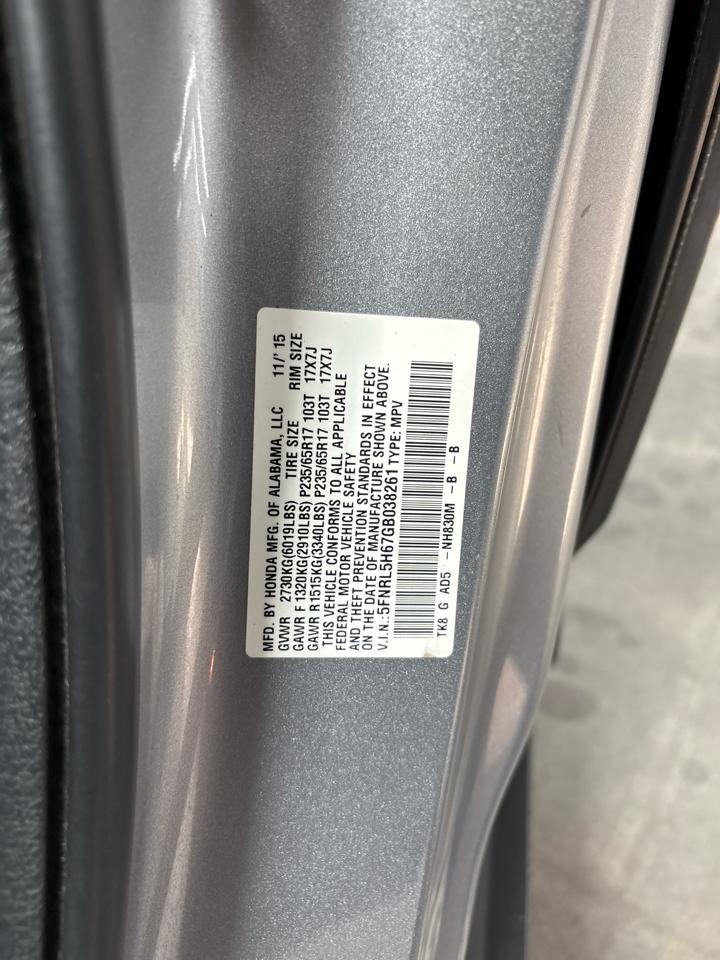 MFD. BY HONDA MFG. OF ALABAMA, LLC 11/'15
GVWR 2730KG(6019LBS) TIRE SIZE RIM SIZE
GAWR F 1320KG(2910LBS) P235/65R17 103T 17X7J
GAWR R 1515KG(3340LBS) P235/65R17 103T 17X7J
THIS VEHICLE CONFORMS TO ALL APPLICABLE
FEDERAL MOTOR VEHICLE SAFETY
AND THEFT PREVENTION STANDARDS IN EFFECT
ON THE DATE OF MANUFACTURE SHOWN ABOVE.
V.I.N.:5FNRL5H67GB038261 TYPE: MPV
TK8 G AD5 -NH830M -B -B